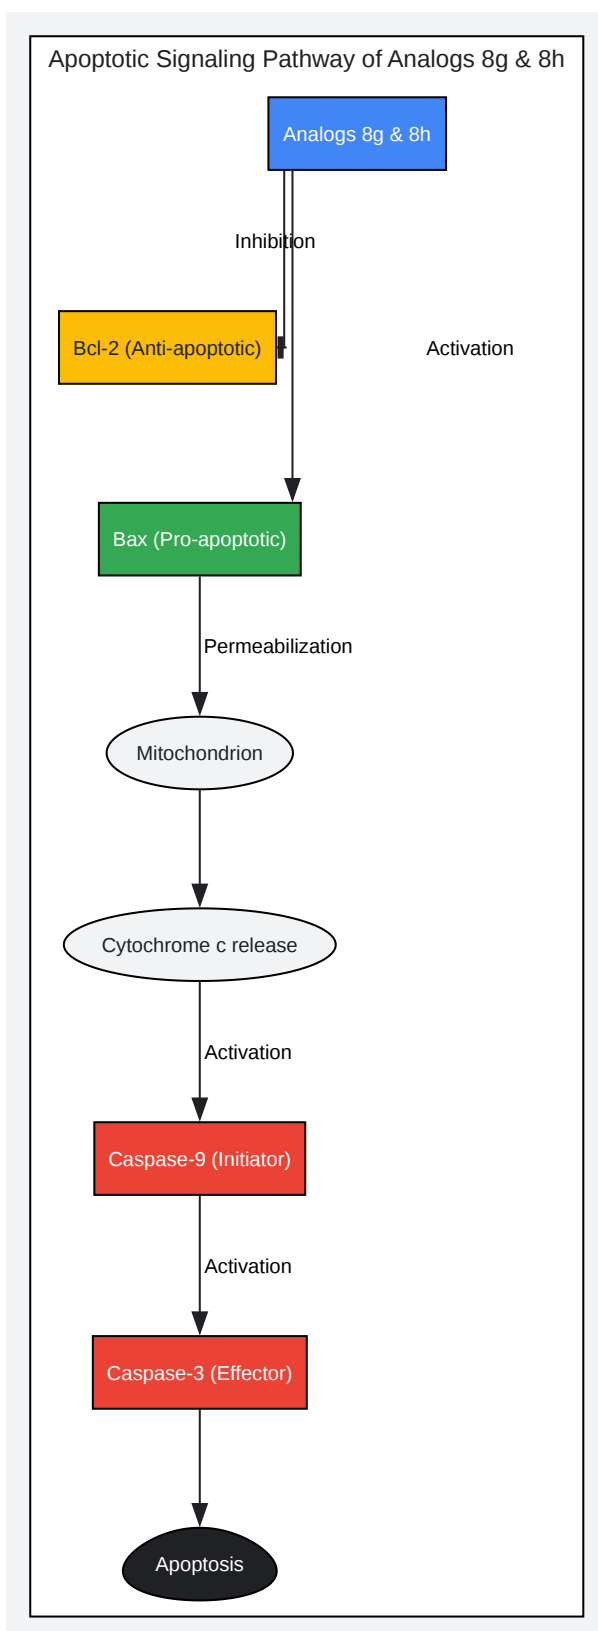 Apoptotic Signaling Pathway of Analogs 8g & 8h
Analogs 8g & 8h
Inhibition
Bcl-2 (Anti-apoptotic)
Activation
Bax (Pro-apoptotic)
Permeabilization
Mitochondrion
Cytochrome c release
Activation
Caspase-9 (Initiator)
Activation
Caspase-3 (Effector)
Apoptosis